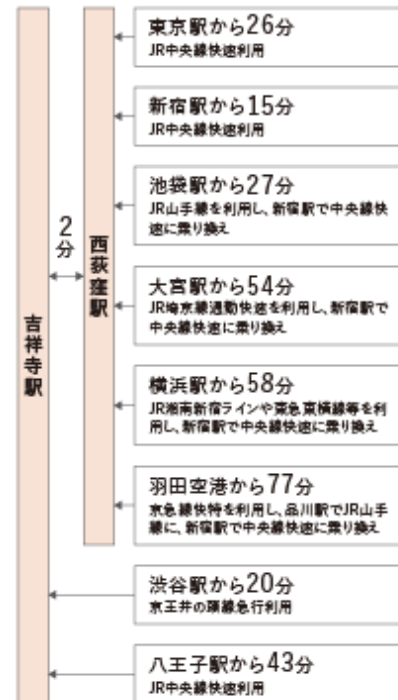 東京駅から26分
JR中央線快速利用
新宿駅から15分
JR中央線快速利用
池袋駅から27分
JR山手線を利用し、新宿駅で中央線快
速に乗り換え
2
分
西荻窪駅
大宮駅から54分
JR埼京線通勤快速を利用し、新宿駅で
中央線快速に乗り換え
吉祥寺駅
横浜駅から58分
JR湘南新宿ラインや東急東横線等を利
用し、新宿駅で中央線快速に乗り換え
羽田空港から77分
京急線快特を利用し、品川駅でJR山手
線に、新宿駅で中央線快速に乗り換え
渋谷駅から20分
京王井の頭線急行利用
八王子駅から43分
JR中央線快速利用